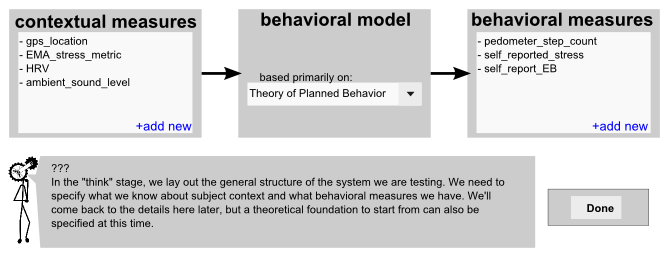 contextual measures
- gps_location
- EMA_stress_metric
- HRV
- ambient_sound_level
+add new
behavioral model
based primarily on:
Theory of Planned Behavior
behavioral measures
- pedometer_step_count
- self_reported_stress
- self_report_EB
+add new
???
In the "think" stage, we lay out the general structure of the system we are testing. We need to
specify what we know about subject context and what behavioral measures we have. We'll
come back to the details here later, but a theoretical foundation to start from can also be
specified at this time.
Done